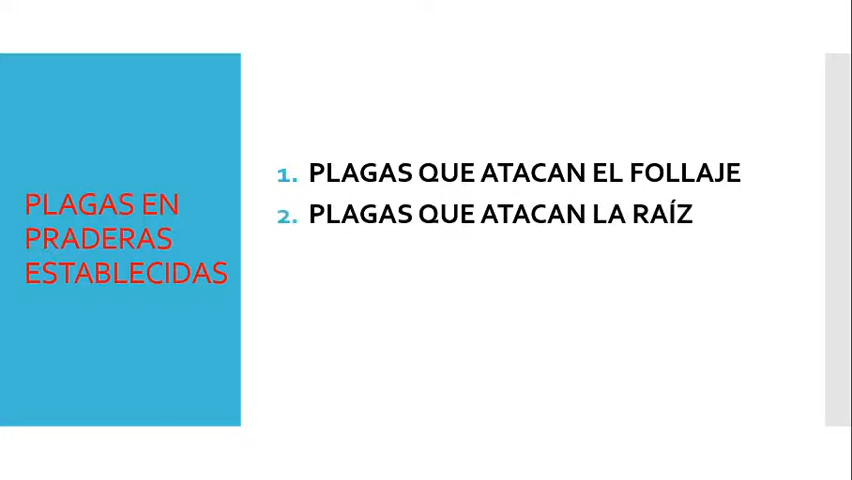 PLAGAS EN
PRADERAS
ESTABLECIDAS
1. PLAGAS QUE ATACAN EL FOLLAJE
2. PLAGAS QUE ATACAN LA RAÍZ